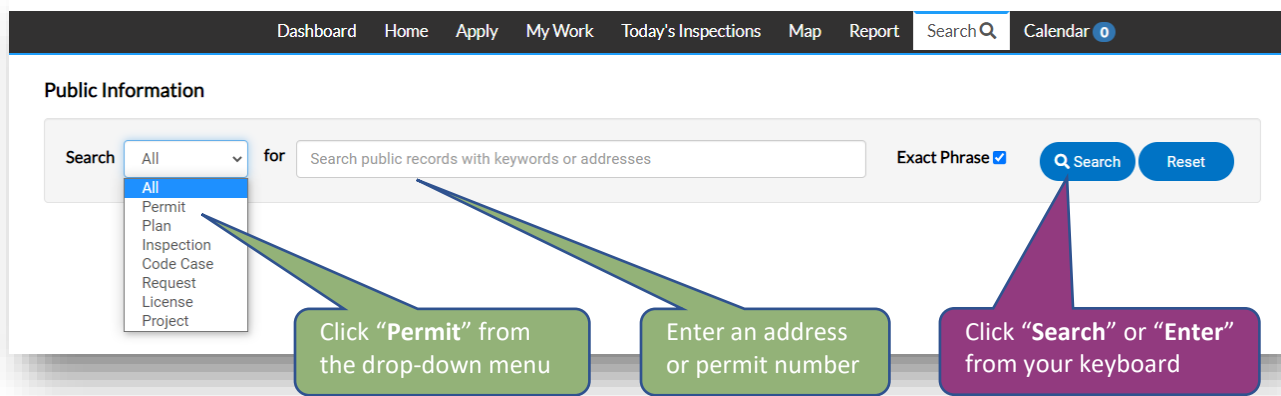 Dashboard Home Apply My Work Today's Inspections Map Report Search Calendar 0
Public Information
Search All for Search public records with keywords or addresses Exact Phrase Search Reset
All
Permit
Plan
Inspection
Code Case
Request
License
Project
Click “Permit” from
the drop-down menu
Enter an address
or permit number
Click “Search” or “Enter”
from your keyboard